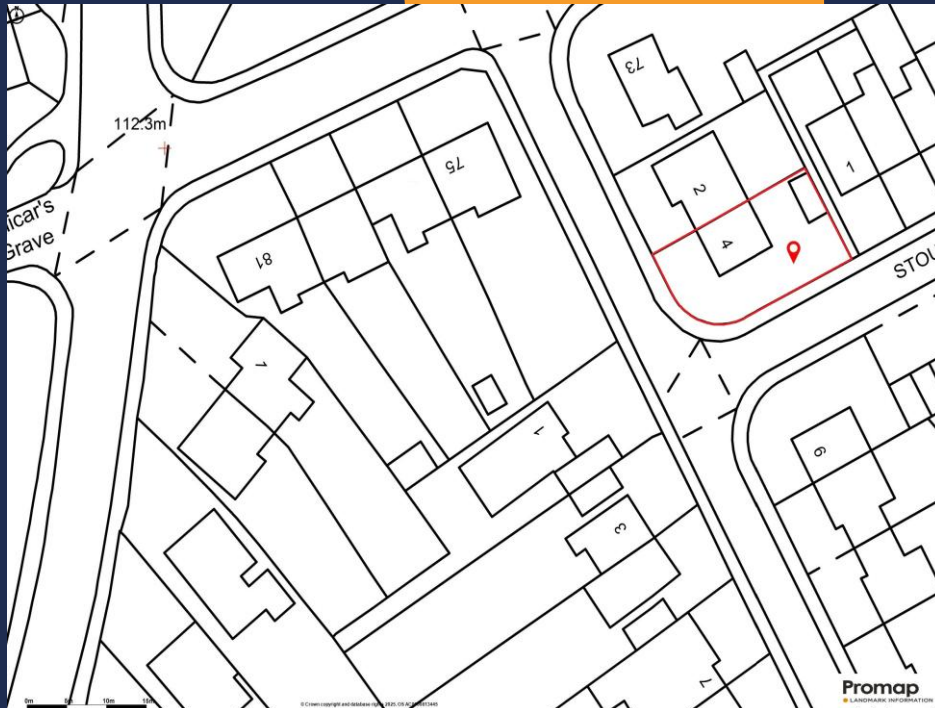 112.3m
73
75
1
2
4
icar's
Grave
81
STOU
1
1
6
3
7
0m
10m
Promap
LANDMARK INFORMATION